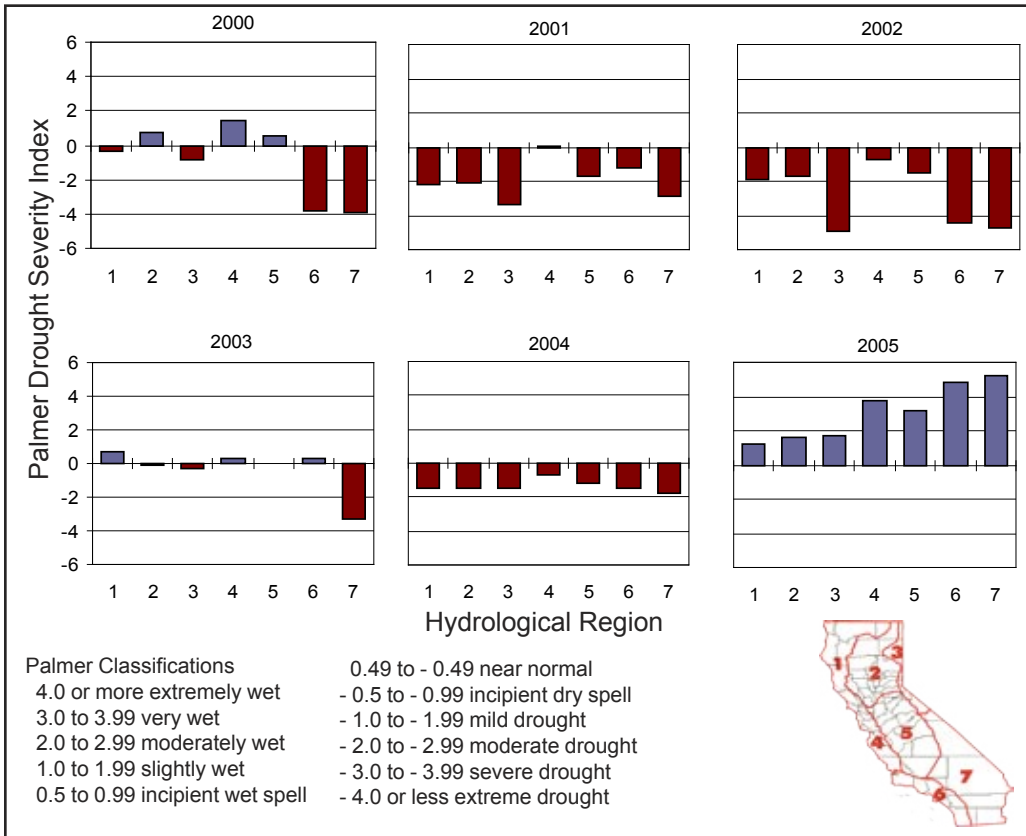 Palmer Drought Severity Index
2000
6
4
2
0
-2
-4
-6
1 2 3 4 5 6 7
2001
1 2 3 4 5 6 7
2002
1 2 3 4 5 6 7
2003
6
4
2
0
-2
-4
-6
1 2 3 4 5 6 7
2004
1 2 3 4 5 6 7
2005
1 2 3 4 5 6 7
Hydrological Region
Palmer Classifications
4.0 or more extremely wet
3.0 to 3.99 very wet
2.0 to 2.99 moderately wet
1.0 to 1.99 slightly wet
0.5 to 0.99 incipient wet spell
0.49 to - 0.49 near normal
- 0.5 to - 0.99 incipient dry spell
- 1.0 to - 1.99 mild drought
- 2.0 to - 2.99 moderate drought
- 3.0 to - 3.99 severe drought
- 4.0 or less extreme drought
1
2
3
4
5
6
7